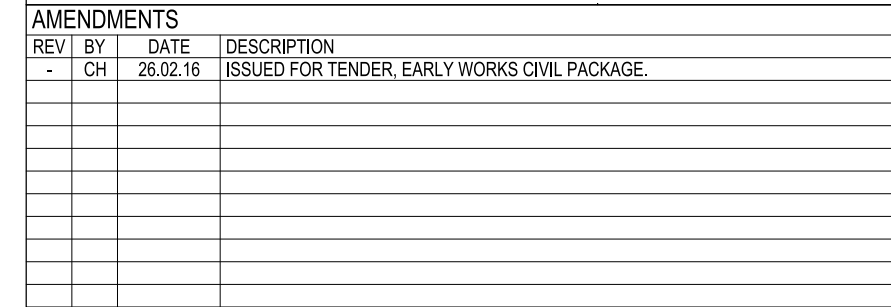 AMENDMENTS
REV BY DATE DESCRIPTION
- CH 26.02.16 ISSUED FOR TENDER, EARLY WORKS CIVIL PACKAGE.